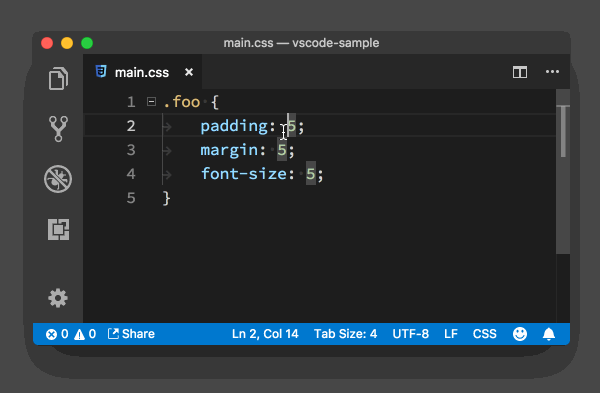 main.css — vscode-sample
main.css
1 .foo {
2 padding: 5;
3 margin: 5;
4 font-size: 5;
5 }
0 0 Share Ln 2, Col 14 Tab Size: 4 UTF-8 LF CSS